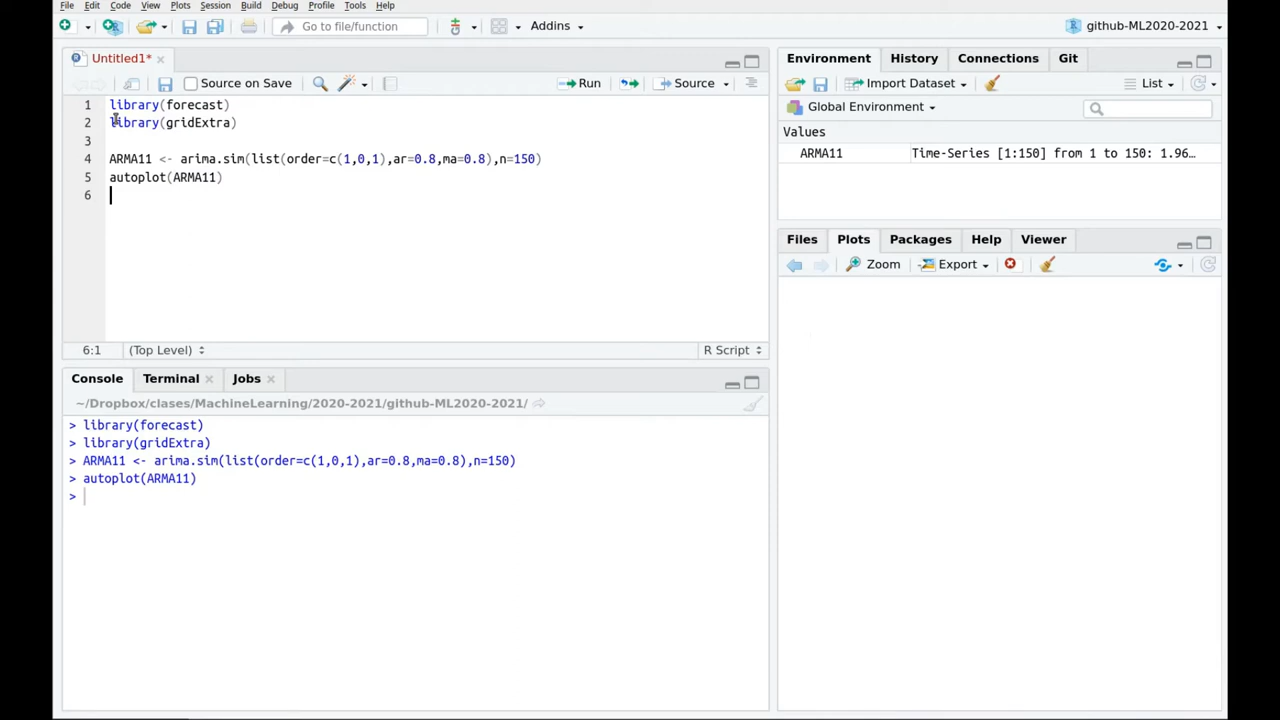 File Edit Code View Plots Session Build Debug Profile Tools Help
Go to file/function Addins github-ML2020-2021
Untitled1*
Source on Save Run Source
1 library(forecast)
2 library(gridExtra)
3
4 ARMA11 <- arima.sim(list(order=c(1,0,1),ar=0.8,ma=0.8),n=150)
5 autoplot(ARMA11)
6
6:1 (Top Level) R Script
Console Terminal Jobs
~/Dropbox/clases/MachineLearning/2020-2021/github-ML2020-2021/
> library(forecast)
> library(gridExtra)
> ARMA11 <- arima.sim(list(order=c(1,0,1),ar=0.8,ma=0.8),n=150)
> autoplot(ARMA11)
>
Environment History Connections Git
Import Dataset List
Global Environment
Values
ARMA11 Time-Series [1:150] from 1 to 150: 1.96…
Files Plots Packages Help Viewer
Zoom Export